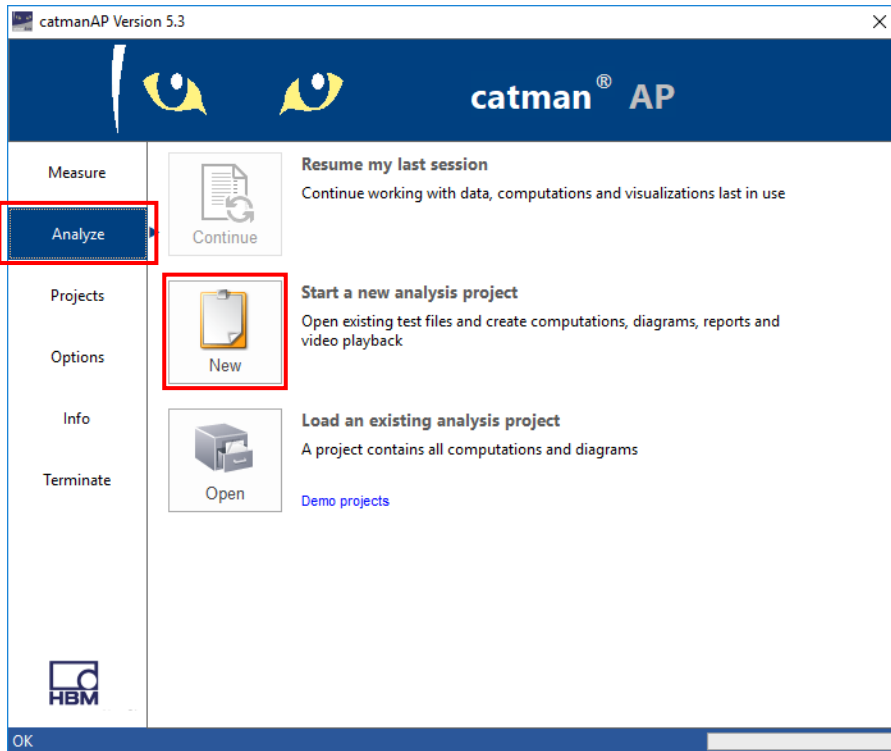 catmanAP Version 5.3
catman® AP
Measure
Analyze
Projects
Options
Info
Terminate
Continue
Resume my last session
Continue working with data, computations and visualizations last in use
New
Start a new analysis project
Open existing test files and create computations, diagrams, reports and
video playback
Open
Load an existing analysis project
A project contains all computations and diagrams
Demo projects
HBM
OK